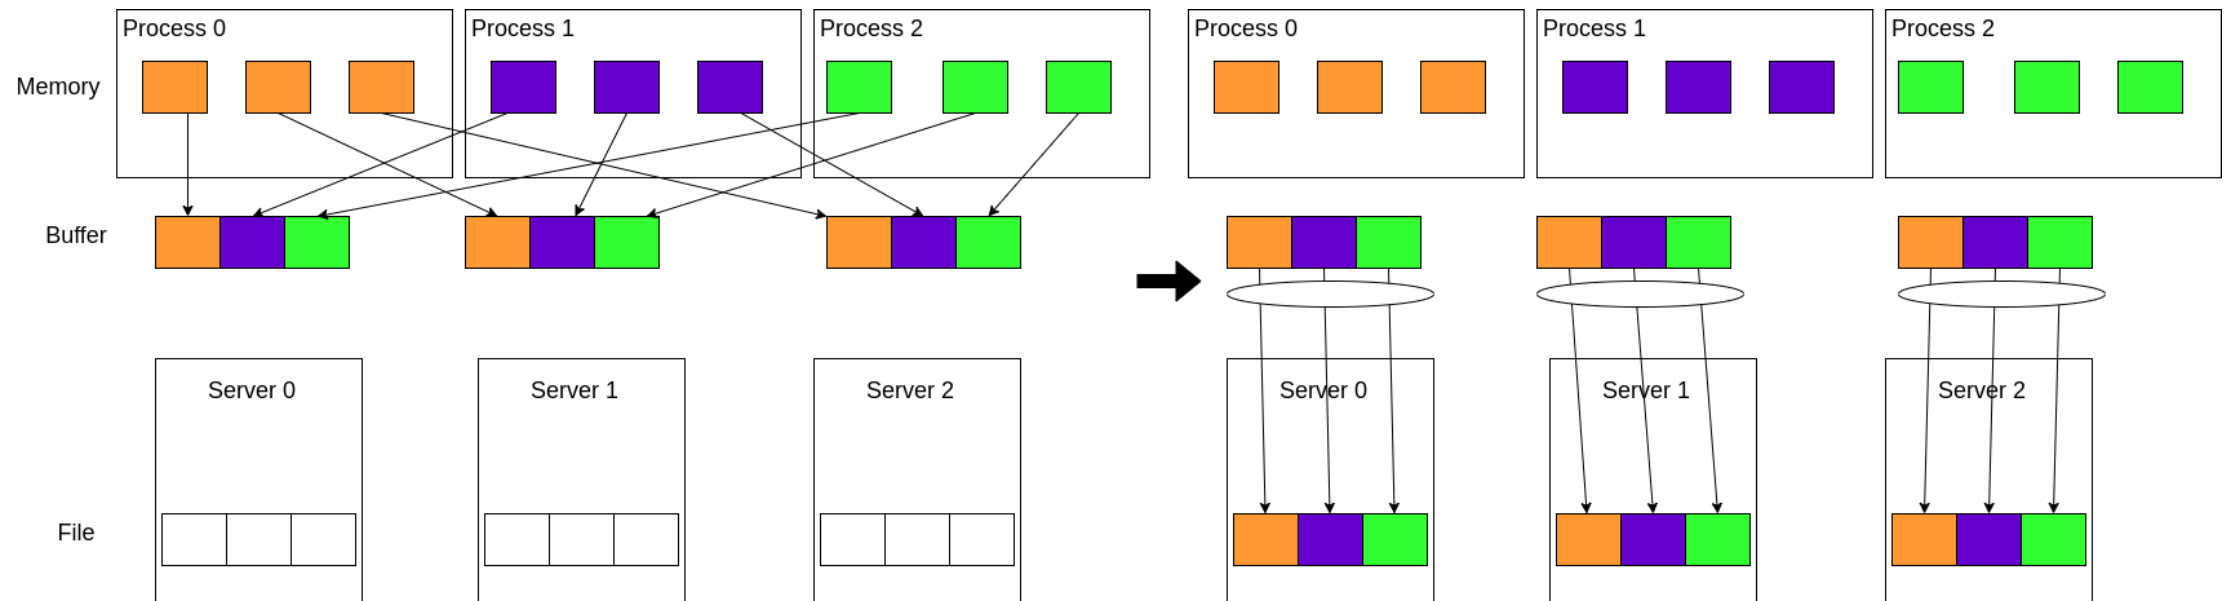 Process 0
Process 1
Process 2
Process 0
Process 1
Process 2
Memory
Buffer
Server 0
Server 1
Server 2
Server 0
Server 1
Server 2
File